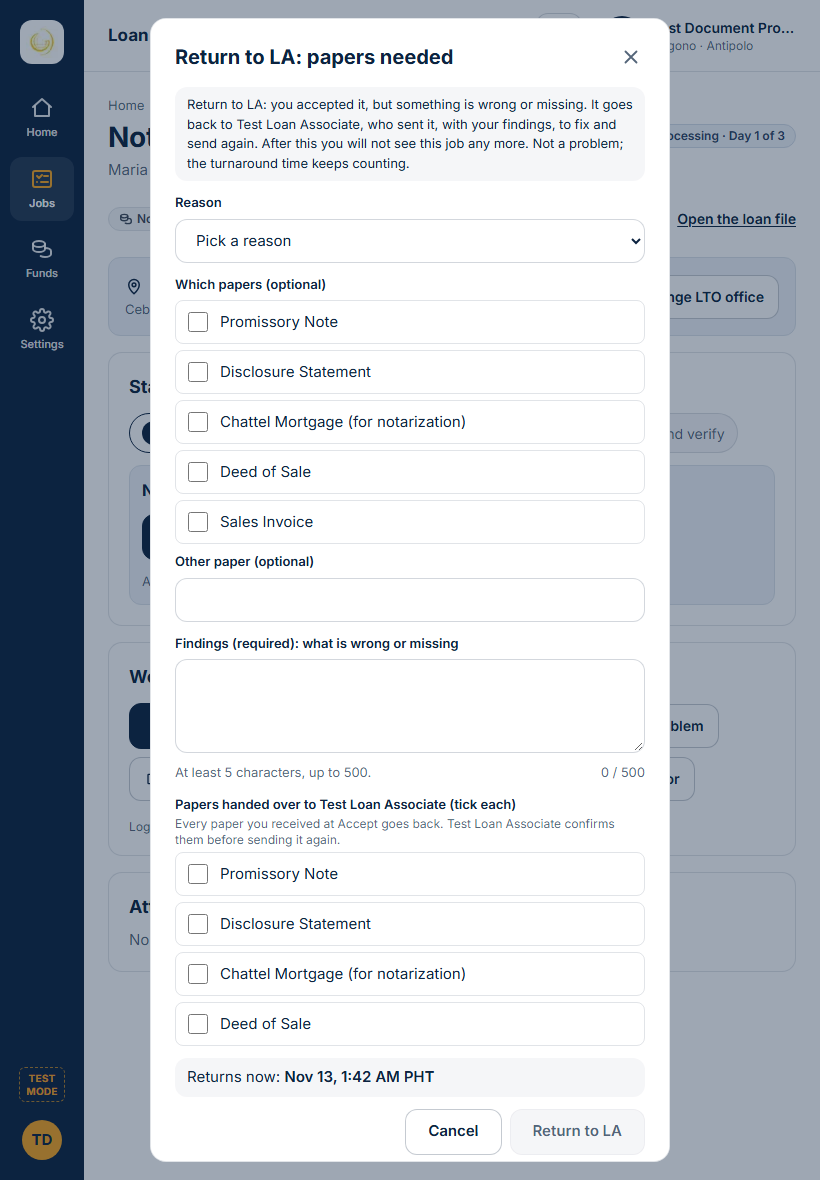 Return to LA: papers needed
Return to LA: you accepted it, but something is wrong or missing. It goes
back to Test Loan Associate, who sent it, with your findings, to fix and
send again. After this you will not see this job any more. Not a problem;
the turnaround time keeps counting.
Reason
Pick a reason
Which papers (optional)
Promissory Note
Disclosure Statement
Chattel Mortgage (for notarization)
Deed of Sale
Sales Invoice
Other paper (optional)
Findings (required): what is wrong or missing
At least 5 characters, up to 500.
0 / 500
Papers handed over to Test Loan Associate (tick each)
Every paper you received at Accept goes back. Test Loan Associate confirms
them before sending it again.
Promissory Note
Disclosure Statement
Chattel Mortgage (for notarization)
Deed of Sale
Returns now: Nov 13, 1:42 AM PHT
Cancel
Return to LA
Home
Jobs
Funds
Settings
TEST
MODE
TD
Loan
Document Pro...
Antipolo
Home
Maria
Day 1 of 3
Open the loan file
LTO office
verify